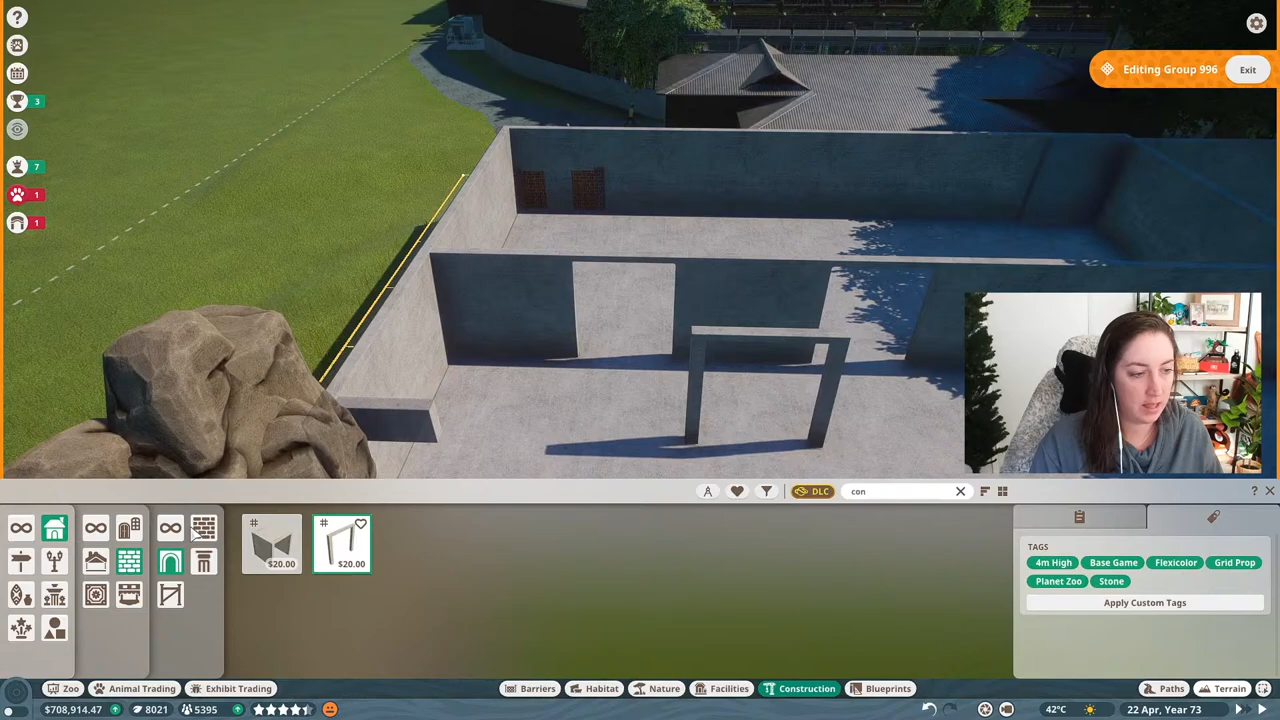 ?
Editing Group 996
Exit
3
7
1
1
DLC
con
?
#
$20.00
#
$20.00
TAGS
4m High
Base Game
Flexicolor
Grid Prop
Planet Zoo
Stone
Apply Custom Tags
Zoo
Animal Trading
Exhibit Trading
Barriers
Habitat
Nature
Facilities
Construction
Blueprints
Paths
Terrain
$708,914.47
8021
5395
42°C
22 Apr, Year 73